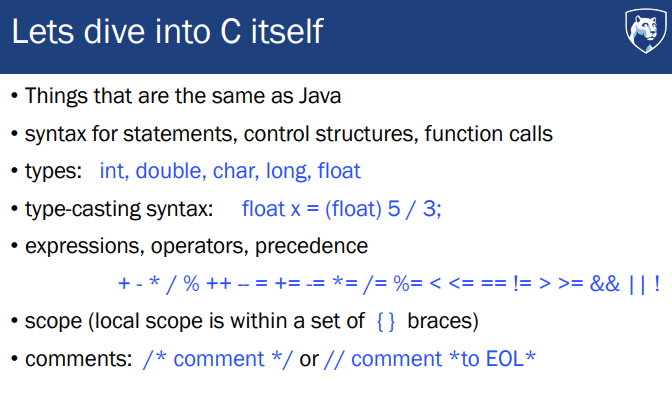 Lets dive into C itself
• Things that are the same as Java
• syntax for statements, control structures, function calls
• types: int, double, char, long, float
• type-casting syntax: float x = (float) 5 / 3;
• expressions, operators, precedence
+ - * / % ++ -- = += -= *= /= %= < <= == != > >= && || !
• scope (local scope is within a set of { } braces)
• comments: /* comment */ or // comment *to EOL*